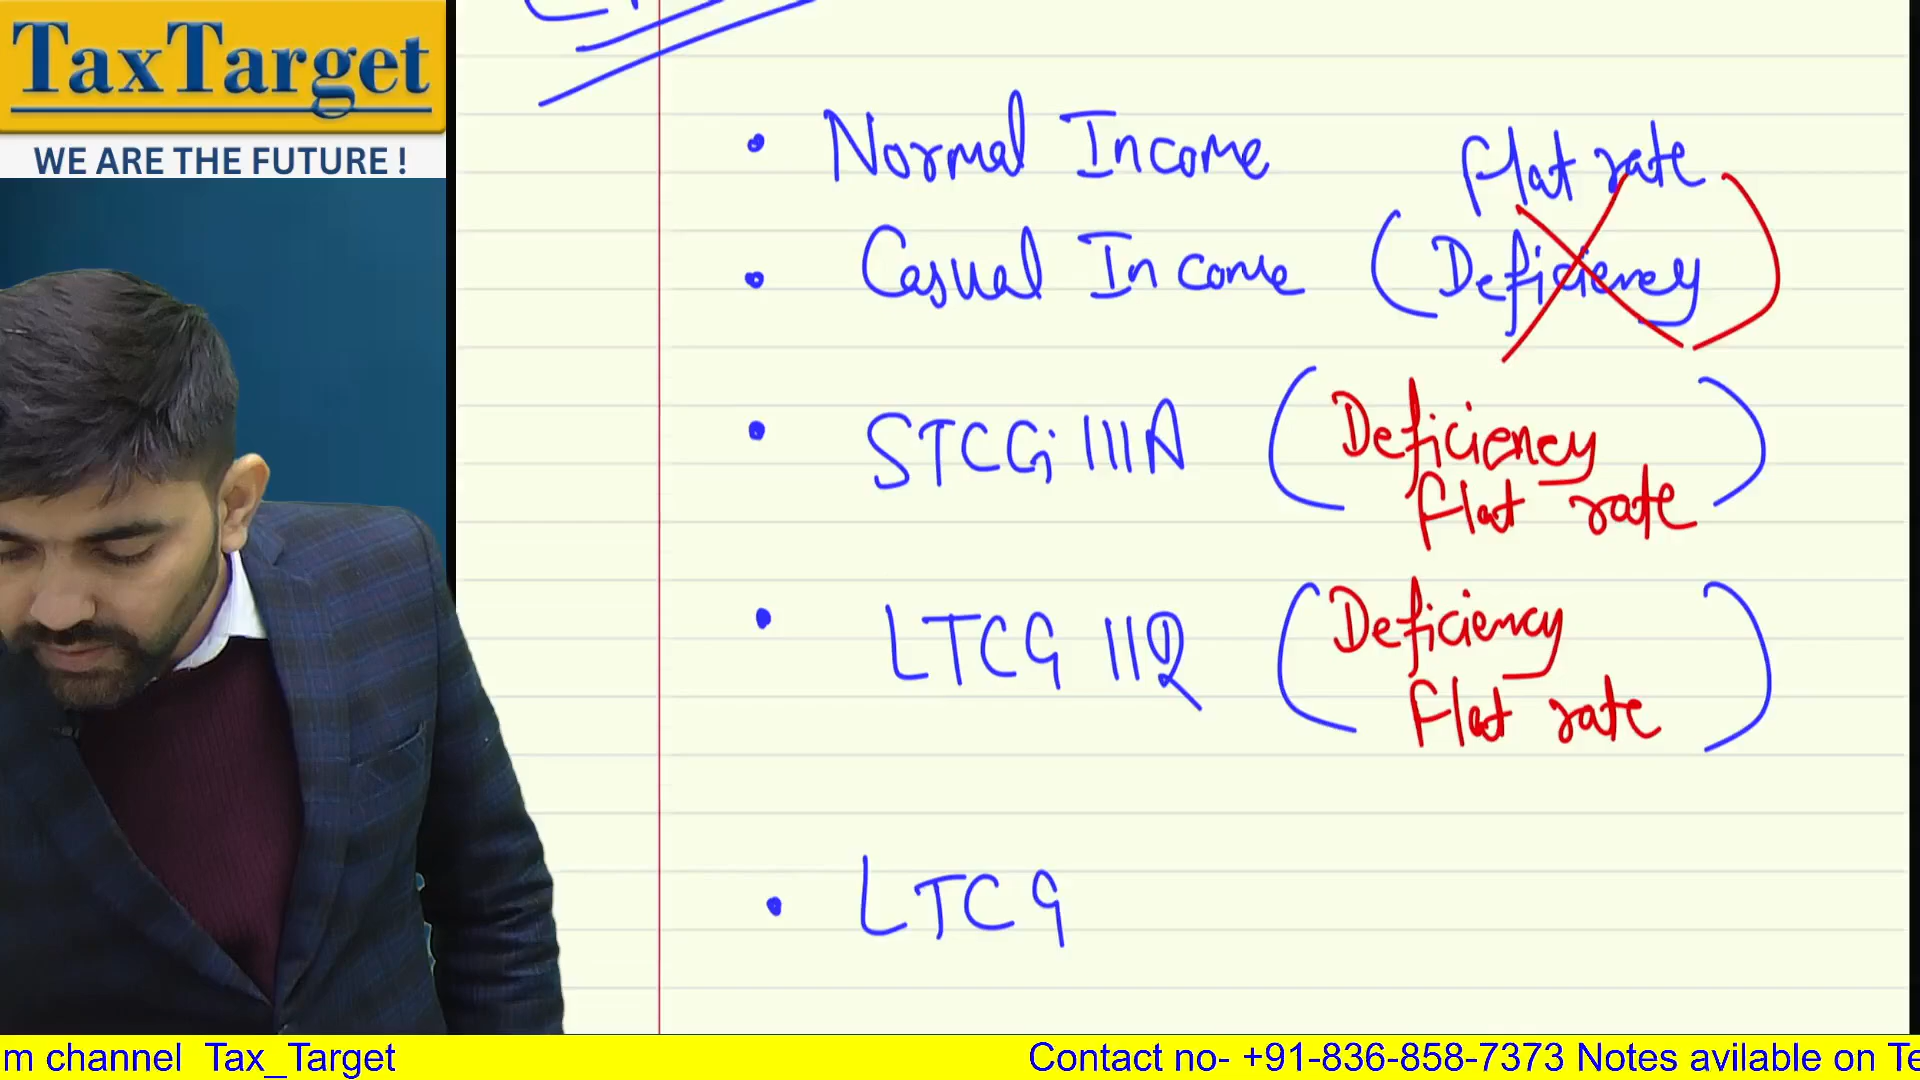 TaxTarget
WE ARE THE FUTURE !
• Normal Income
Flat rate
• Casual Income (Deficiency)
• STCG 111A (Deficiency
Flat rate)
• LTCG 112 (Deficiency
Flat rate)
• LTCG
m channel Tax_Target Contact no- +91-836-858-7373 Notes avilable on Te